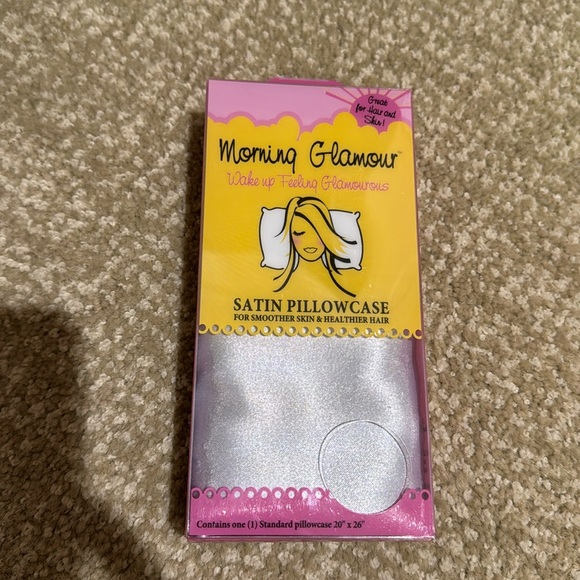 Great
for Hair and
Skin!
Morning Glamour™
Wake up Feeling Glamourous
SATIN PILLOWCASE
FOR SMOOTHER SKIN & HEALTHIER HAIR
Contains one (1) Standard pillowcase 20" x 26"